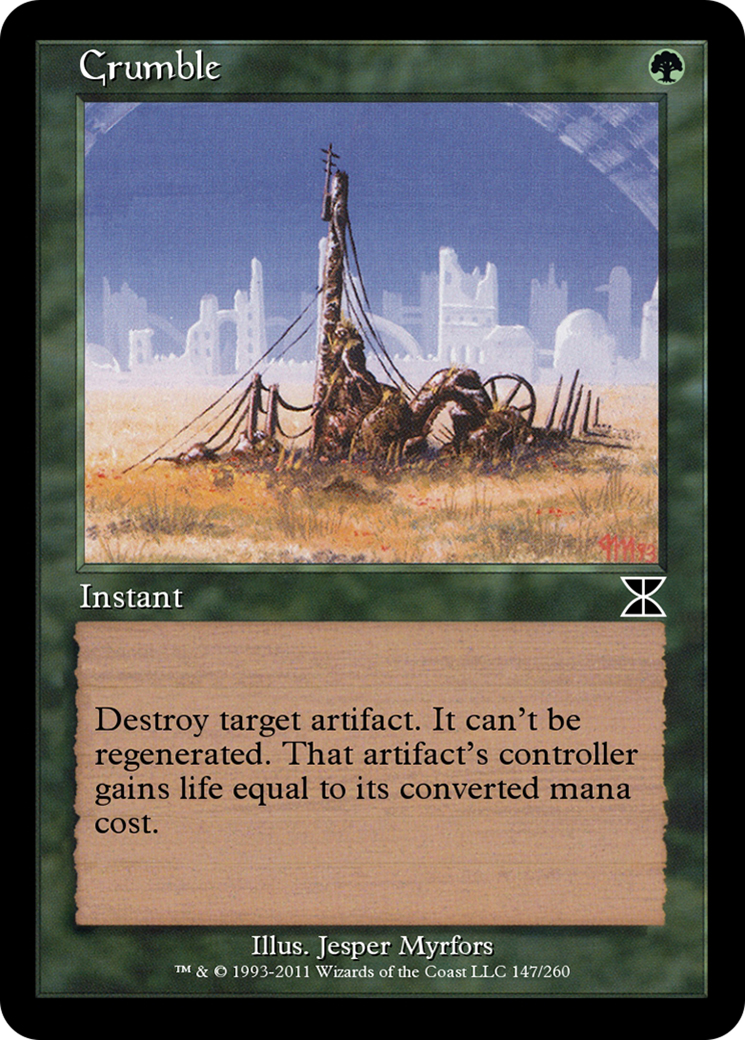 Grumble
Instant
Destroy target artifact. It can't be
regenerated. That artifact's controller
gains life equal to its converted mana
cost.
Illus. Jesper Myrfors
™ & © 1993-2011 Wizards of the Coast LLC 147/260